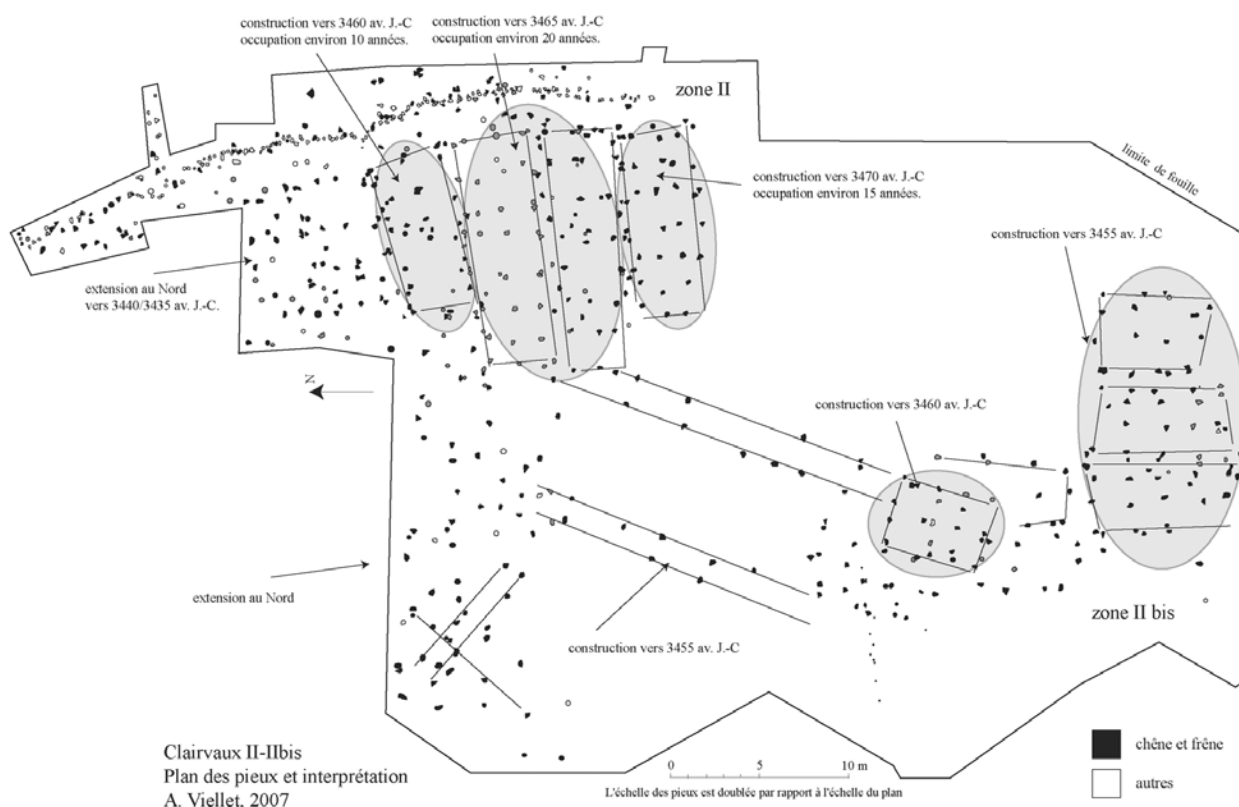 construction vers 3460 av. J.-C
occupation environ 10 années.
construction vers 3465 av. J.-C
occupation environ 20 années.
zone II
limite de fouille
construction vers 3470 av. J.-C
occupation environ 15 années.
construction vers 3455 av. J.-C
extension au Nord
vers 3440/3435 av. J.-C.
N
construction vers 3460 av. J.-C
extension au Nord
zone II bis
construction vers 3455 av. J.-C
Clairvaux II-IIbis
Plan des pieux et interprétation
A. Viellet, 2007
0 5 10 m
L'échelle des pieux est doublée par rapport à l'échelle du plan
chêne et frêne
autres